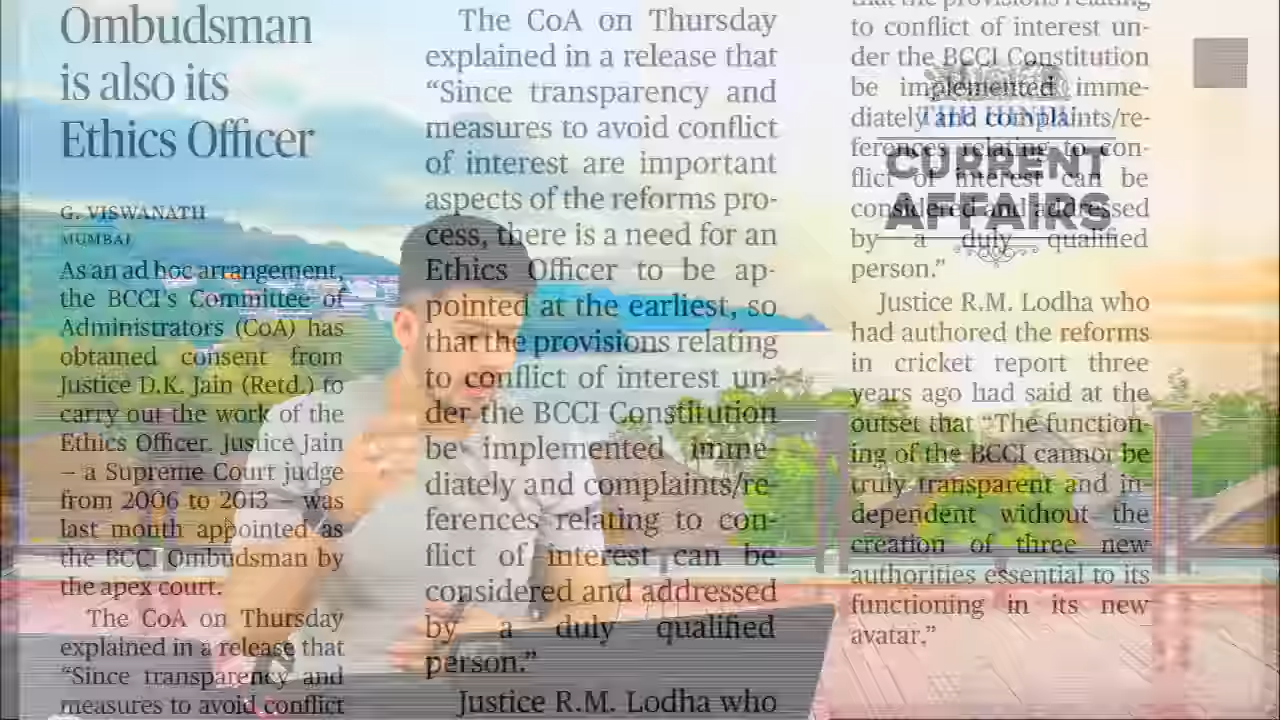 Ombudsman
is also its
Ethics Officer
G. VISWANATH
MUMBAI
As an ad hoc arrangement,
the BCCI's Committee of
Administrators (CoA) has
obtained consent from
Justice D.K. Jain (Retd.) to
carry out the work of the
Ethics Officer. Justice Jain
– a Supreme Court judge
from 2006 to 2013 – was
last month appointed as
the BCCI Ombudsman by
the apex court.
The CoA on Thursday
explained in a release that
“Since transparency and
measures to avoid conflict
The CoA on Thursday
explained in a release that
“Since transparency and
measures to avoid conflict
of interest are important
aspects of the reforms pro-
cess, there is a need for an
Ethics Officer to be ap-
pointed at the earliest, so
that the provisions relating
to conflict of interest un-
der the BCCI Constitution
be implemented imme-
diately and complaints/re-
ferences relating to con-
flict of interest can be
considered and addressed
by a duly qualified
person.”
Justice R.M. Lodha who
that the provisions relating
to conflict of interest un-
der the BCCI Constitution
be implemented imme-
diately and complaints/re-
ferences relating to con-
flict of interest can be
considered and addressed
by a duly qualified
person.”
Justice R.M. Lodha who
had authored the reforms
in cricket report three
years ago had said at the
outset that “The function-
ing of the BCCI cannot be
truly transparent and in-
dependent without the
creation of three new
authorities essential to its
functioning in its new
avatar.”
THE HINDU
CURRENT
AFFAIRS